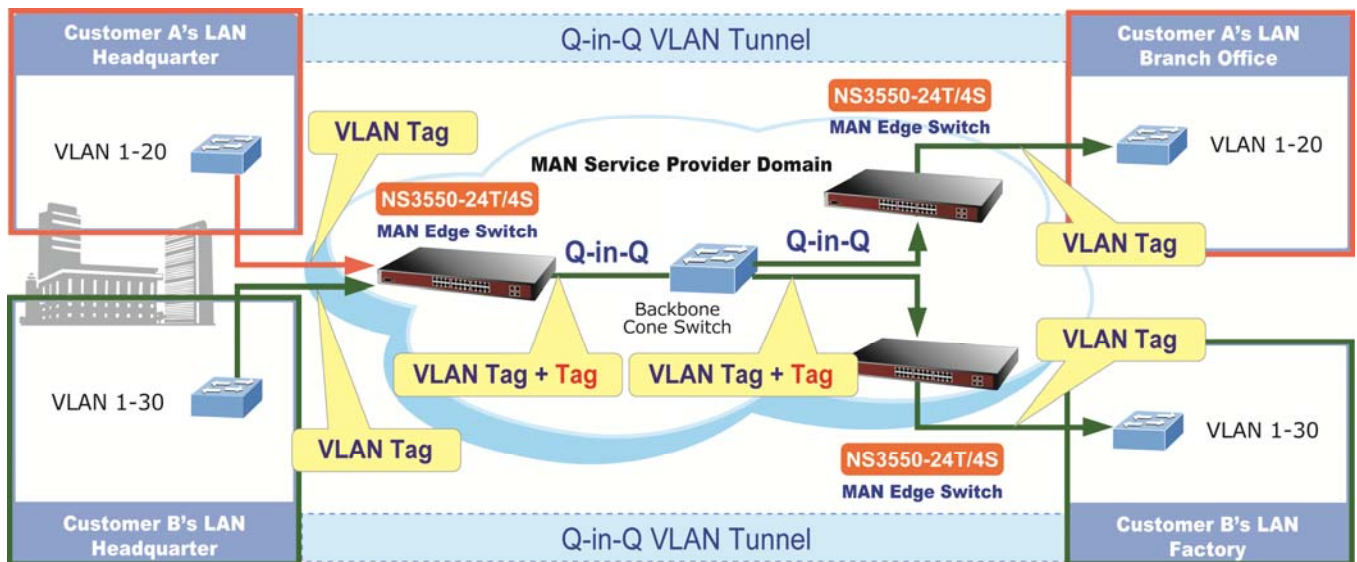 Customer A's LAN
Headquarter
Q-in-Q VLAN Tunnel
Customer A's LAN
Branch Office
VLAN 1-20
VLAN Tag
NS3550-24T/4S
MAN Edge Switch
VLAN 1-20
MAN Service Provider Domain
NS3550-24T/4S
MAN Edge Switch
Q-in-Q
Q-in-Q
VLAN Tag
Backbone
Cone Switch
VLAN Tag + Tag
VLAN Tag + Tag
VLAN Tag
VLAN 1-30
VLAN Tag
VLAN 1-30
NS3550-24T/4S
MAN Edge Switch
Customer B's LAN
Headquarter
Q-in-Q VLAN Tunnel
Customer B's LAN
Factory